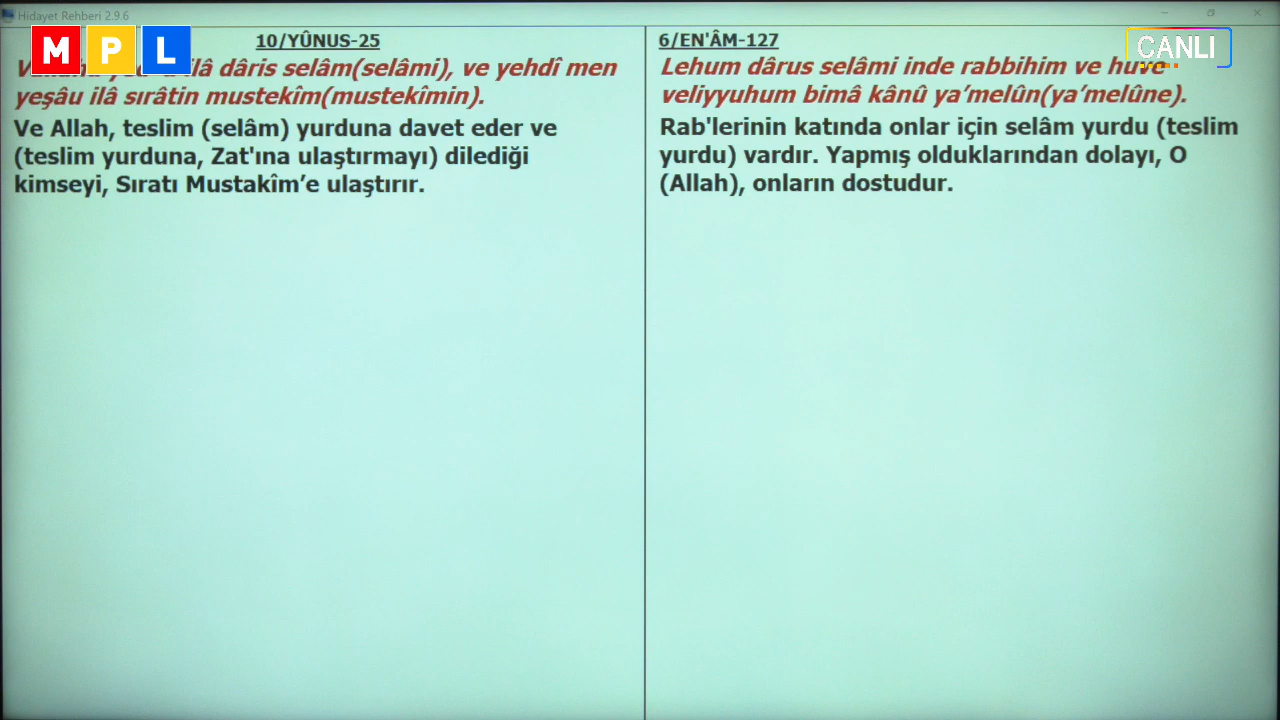 Hidayet Rehberi 2.9.6
M P L
CANLI
10/YÛNUS-25
ilâ dâris selâm(selâmi), ve yehdî men
yeşâu ilâ sırâtin mustekîm(mustekîmin).
Ve Allah, teslim (selâm) yurduna davet eder ve
(teslim yurduna, Zat'ına ulaştırmayı) dilediği
kimseyi, Sıratı Mustakîm’e ulaştırır.
6/EN'ÂM-127
Lehum dârus selâmi inde rabbihim ve huve
veliyyuhum bimâ kânû ya’melûn(ya’melûne).
Rab'lerinin katında onlar için selâm yurdu (teslim
yurdu) vardır. Yapmış olduklarından dolayı, O
(Allah), onların dostudur.